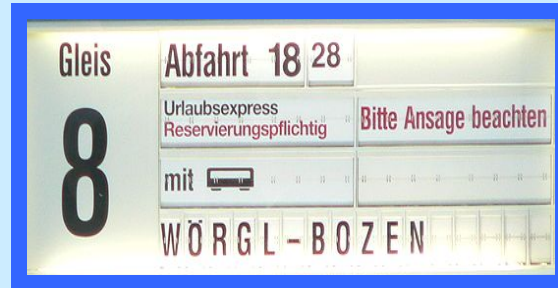 Gleis Abfahrt 18 28
8
Urlaubsexpress
Reservierungspflichtig
Bitte Ansage beachten
mit
WÖRGL-BOZEN